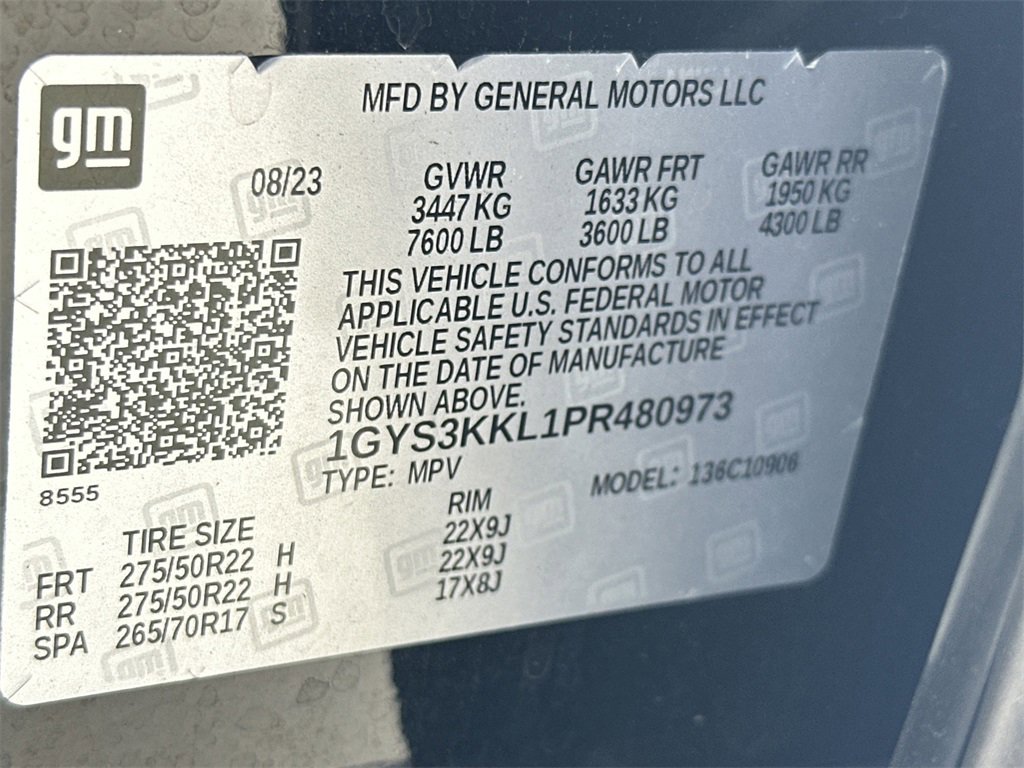 gm
MFD BY GENERAL MOTORS LLC
08/23 GVWR GAWR FRT GAWR RR
3447 KG 1633 KG 1950 KG
7600 LB 3600 LB 4300 LB
THIS VEHICLE CONFORMS TO ALL
APPLICABLE U.S. FEDERAL MOTOR
VEHICLE SAFETY STANDARDS IN EFFECT
ON THE DATE OF MANUFACTURE
SHOWN ABOVE.
1GYS3KKL1PR480973
TYPE: MPV MODEL: 136C10906
8555
TIRE SIZE RIM
FRT 275/50R22 H 22X9J
RR 275/50R22 H 22X9J
SPA 265/70R17 S 17X8J